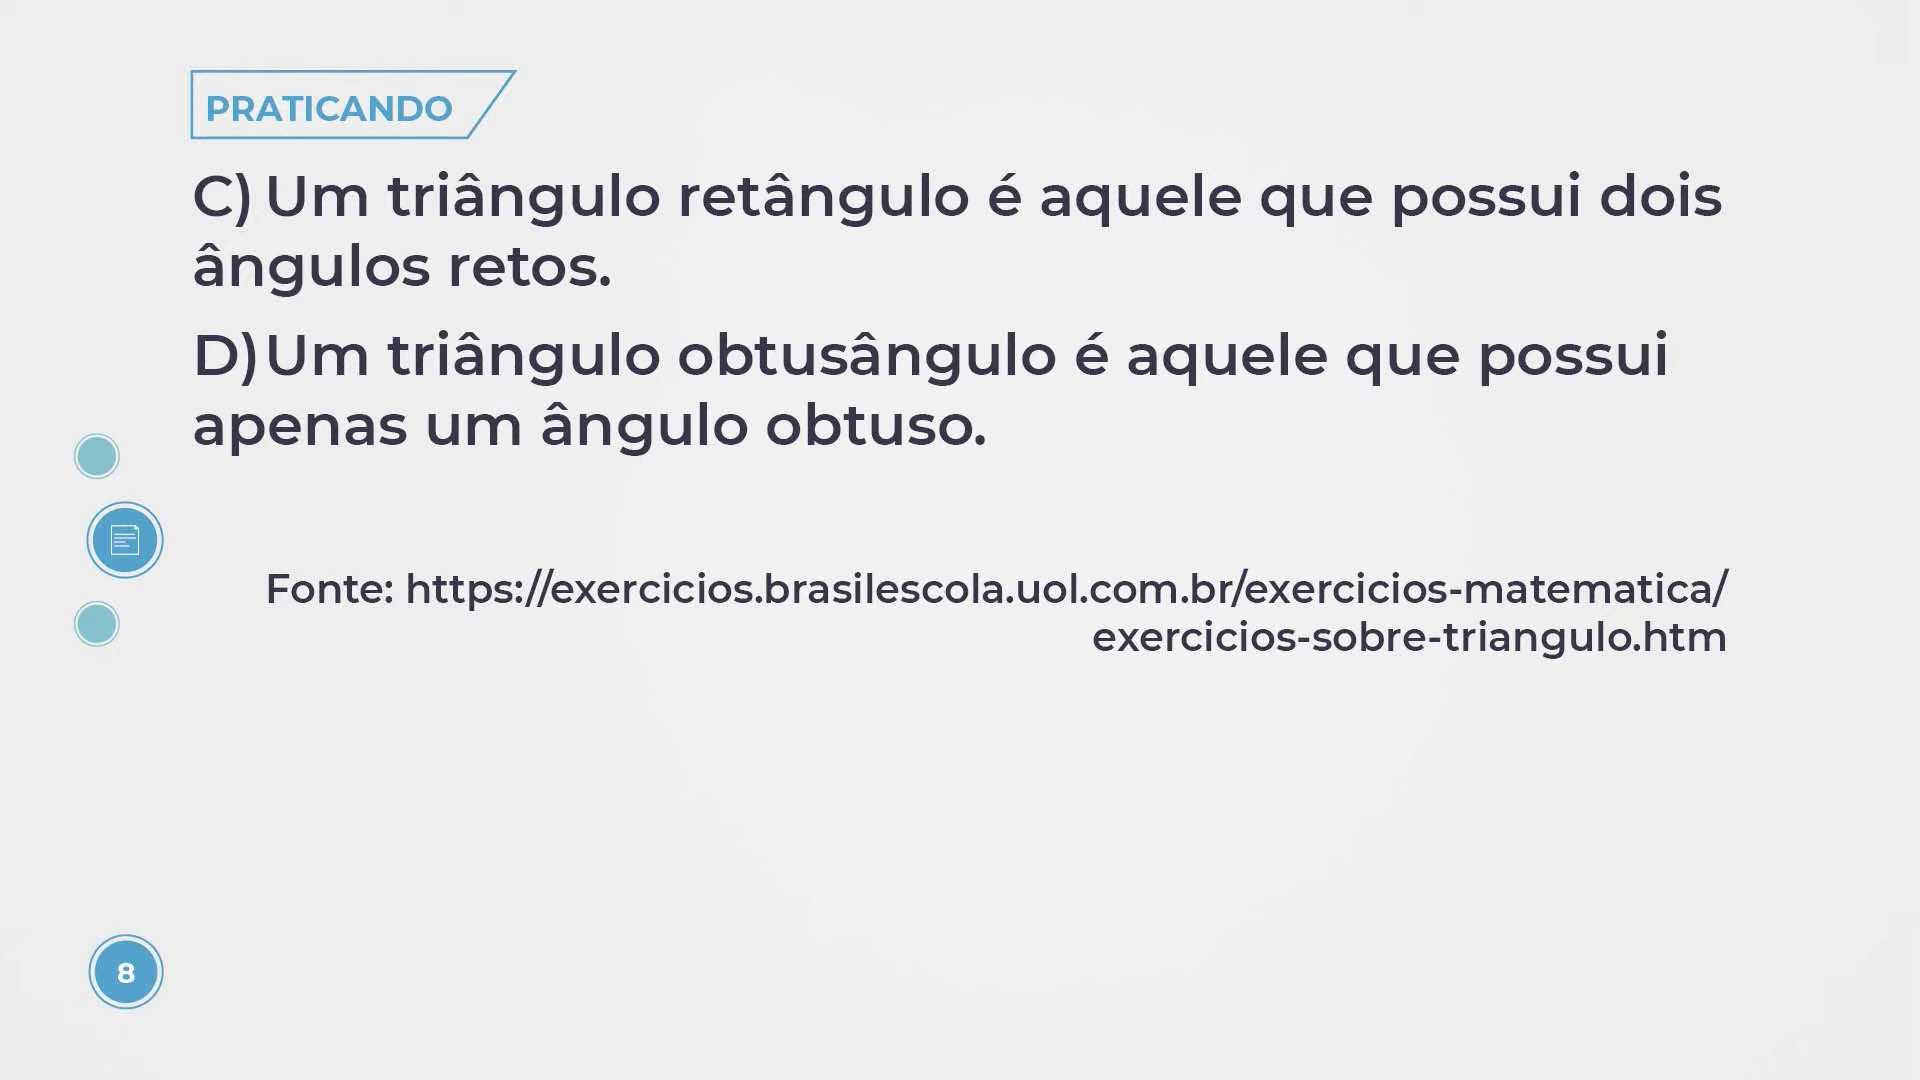 PRATICANDO
C) Um triângulo retângulo é aquele que possui dois
ângulos retos.
D) Um triângulo obtusângulo é aquele que possui
apenas um ângulo obtuso.
Fonte: https://exercicios.brasilescola.uol.com.br/exercicios-matematica/
exercicios-sobre-triangulo.htm
8